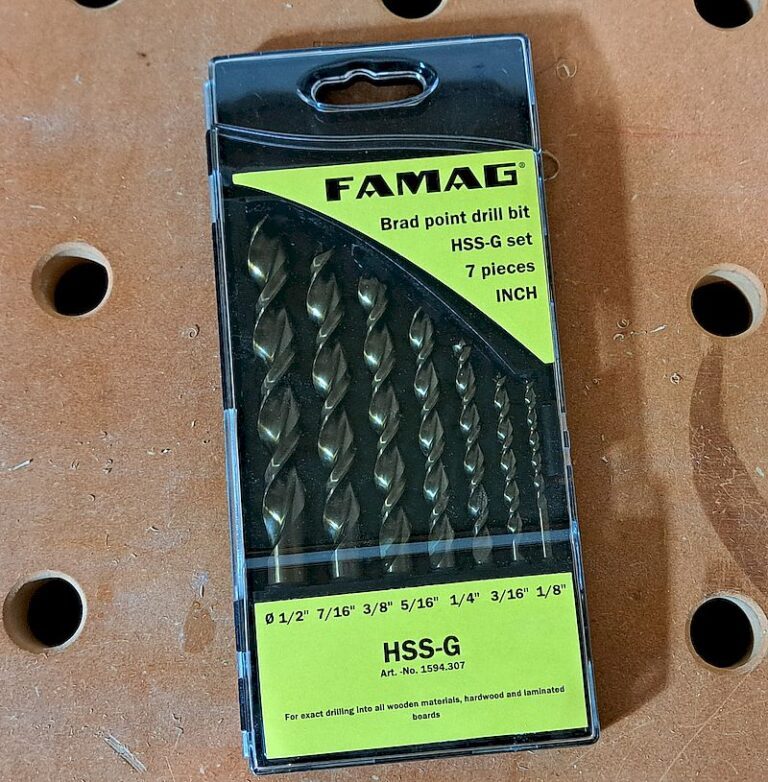 FAMAG®
Brad point drill bit
HSS-G set
7 pieces
INCH
Ø 1/2" 7/16" 3/8" 5/16" 1/4" 3/16" 1/8"
HSS-G
Art. -No. 1594.307
For exact drilling into all wooden materials, hardwood and laminated
boards